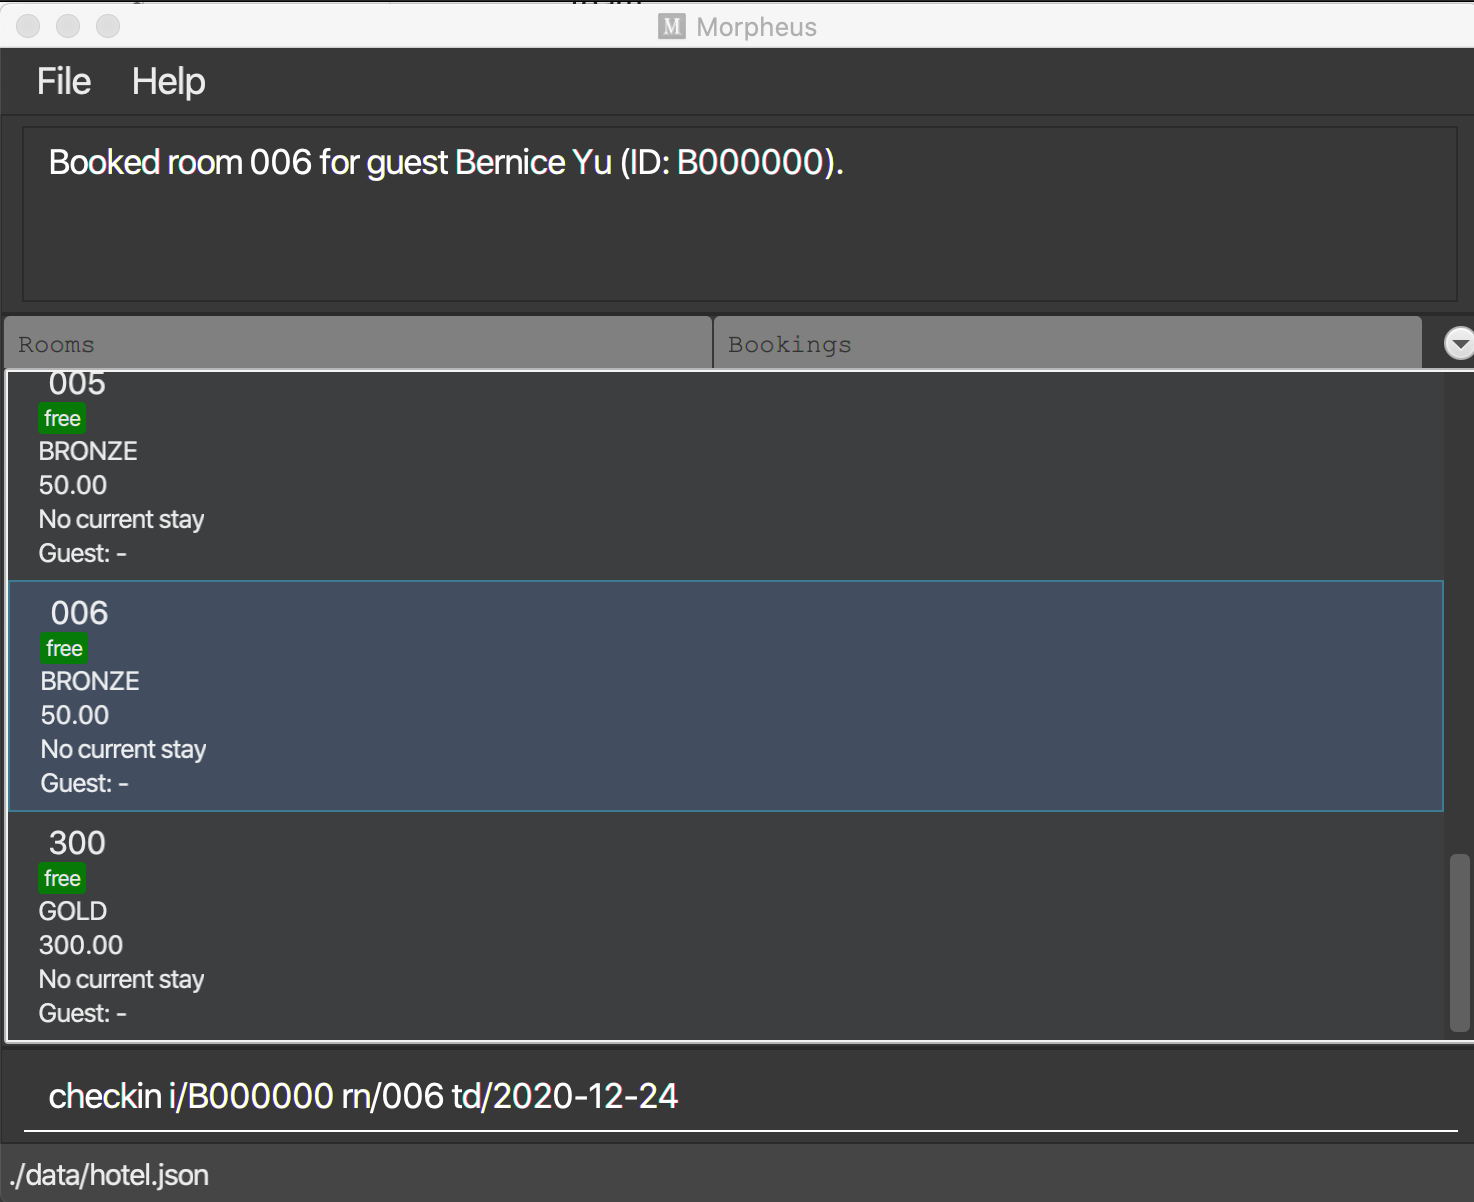 M Morpheus
File Help
Booked room 006 for guest Bernice Yu (ID: B000000).
Rooms Bookings
005
free
BRONZE
50.00
No current stay
Guest: -
006
free
BRONZE
50.00
No current stay
Guest: -
300
free
GOLD
300.00
No current stay
Guest: -
checkin i/B000000 rn/006 td/2020-12-24
./data/hotel.json